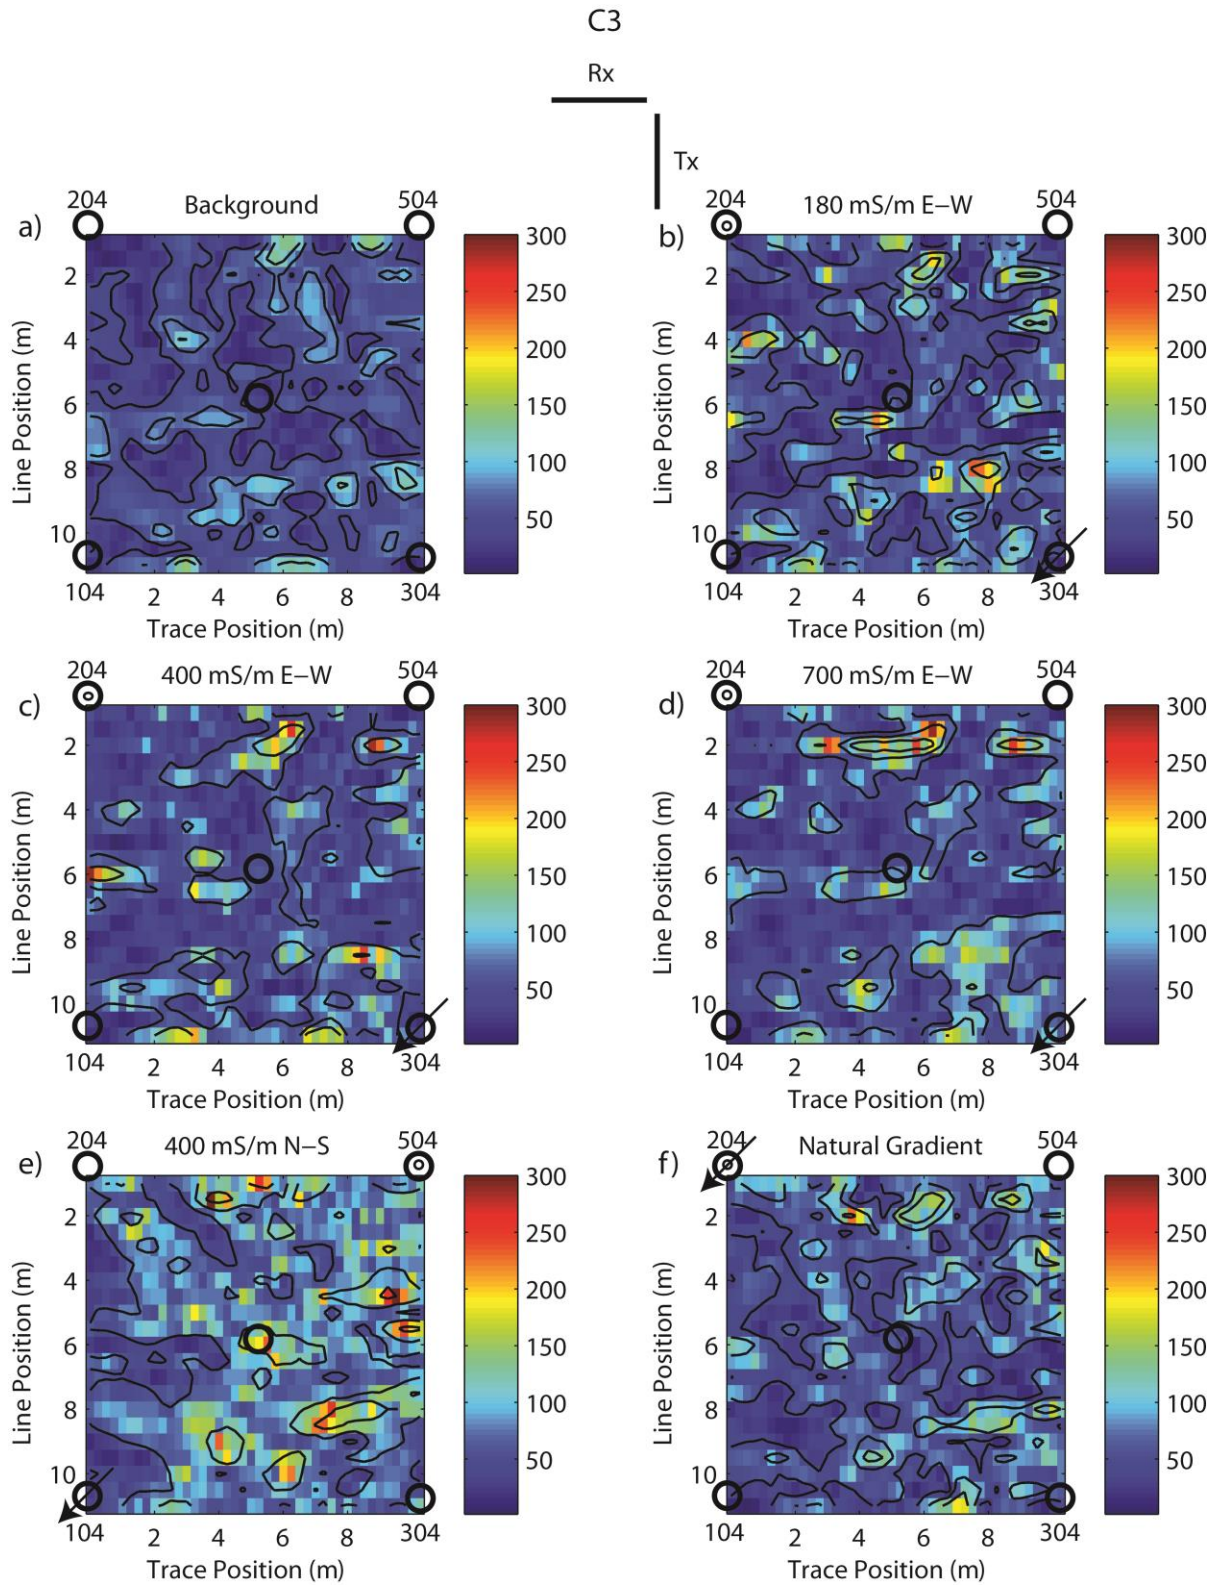 C3
Rx
Tx
204 Background 504
a)
300
250
200
150
100
50
2
4
6
8
10
Line Position (m)
104 2 4 6 8 304
Trace Position (m)
204 180 mS/m E–W 504
b)
300
250
200
150
100
50
2
4
6
8
10
Line Position (m)
104 2 4 6 8 304
Trace Position (m)
204 400 mS/m E–W 504
c)
300
250
200
150
100
50
2
4
6
8
10
Line Position (m)
104 2 4 6 8 304
Trace Position (m)
204 700 mS/m E–W 504
d)
300
250
200
150
100
50
2
4
6
8
10
Line Position (m)
104 2 4 6 8 304
Trace Position (m)
204 400 mS/m N–S 504
e)
300
250
200
150
100
50
2
4
6
8
10
Line Position (m)
104 2 4 6 8 304
Trace Position (m)
204 Natural Gradient 504
f)
300
250
200
150
100
50
2
4
6
8
10
Line Position (m)
104 2 4 6 8 304
Trace Position (m)